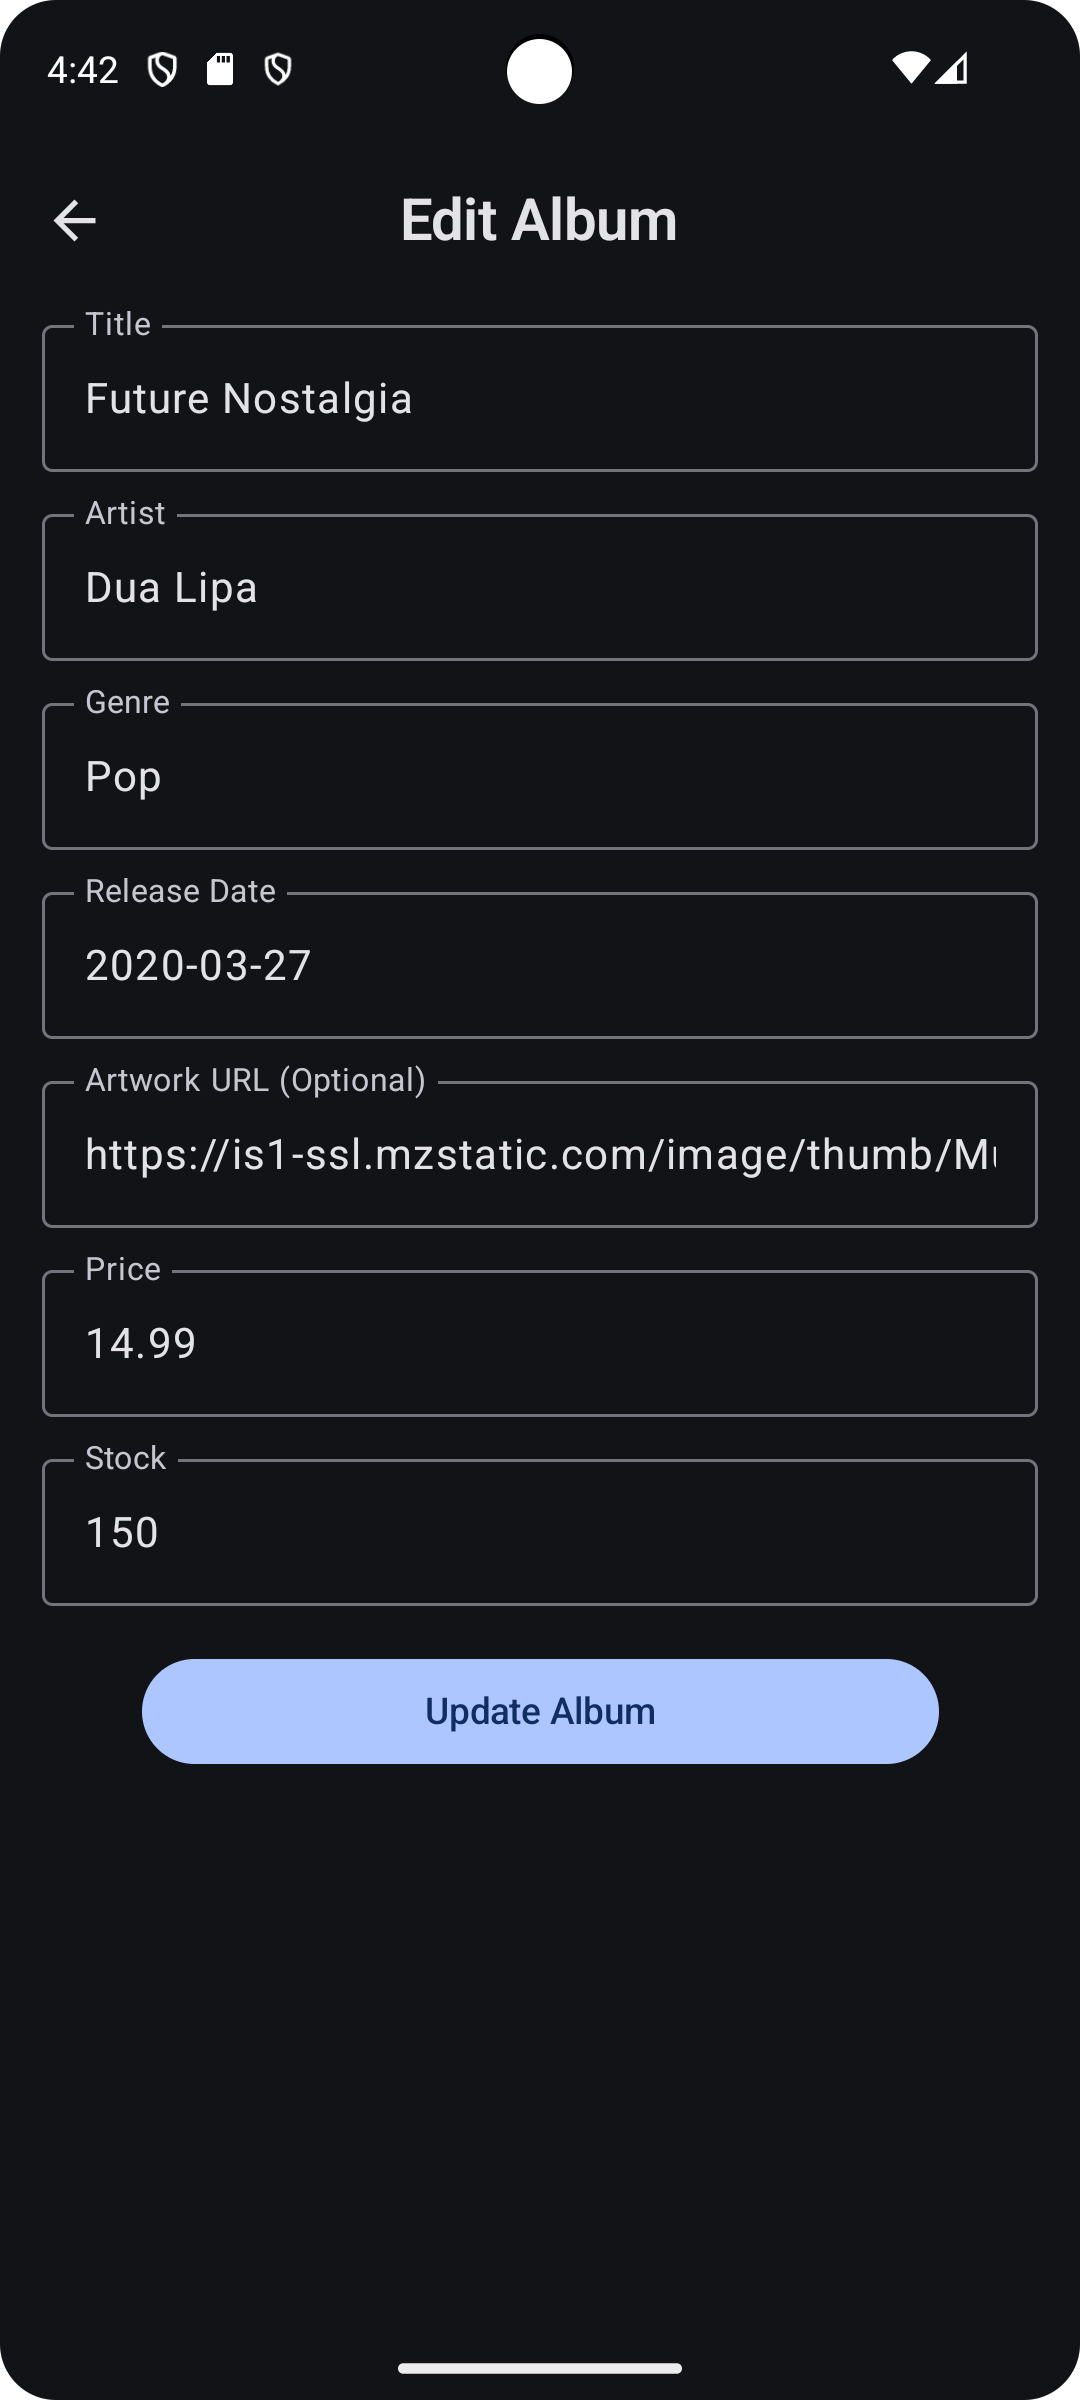 4:42
Edit Album
Title
Future Nostalgia
Artist
Dua Lipa
Genre
Pop
Release Date
2020-03-27
Artwork URL (Optional)
https://is1-ssl.mzstatic.com/image/thumb/Mu
Price
14.99
Stock
150
Update Album